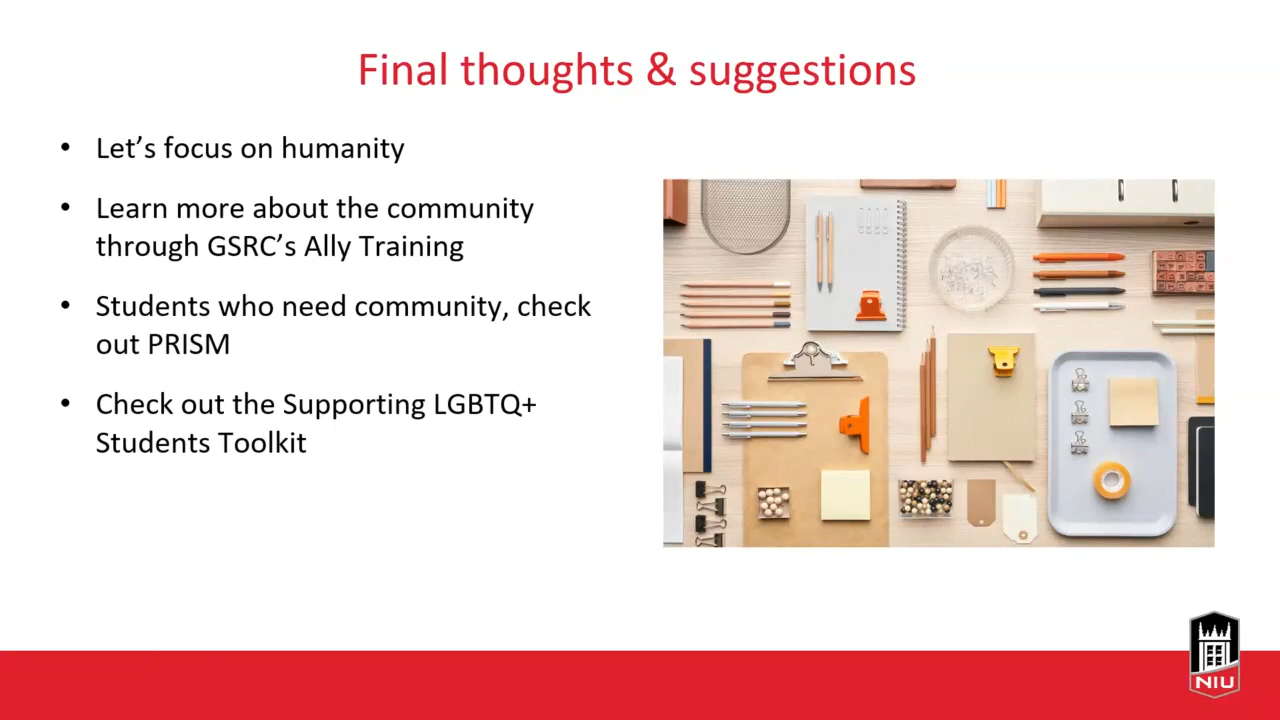 Final thoughts & suggestions
• Let’s focus on humanity
• Learn more about the community
through GSRC’s Ally Training
• Students who need community, check
out PRISM
• Check out the Supporting LGBTQ+
Students Toolkit
NIU